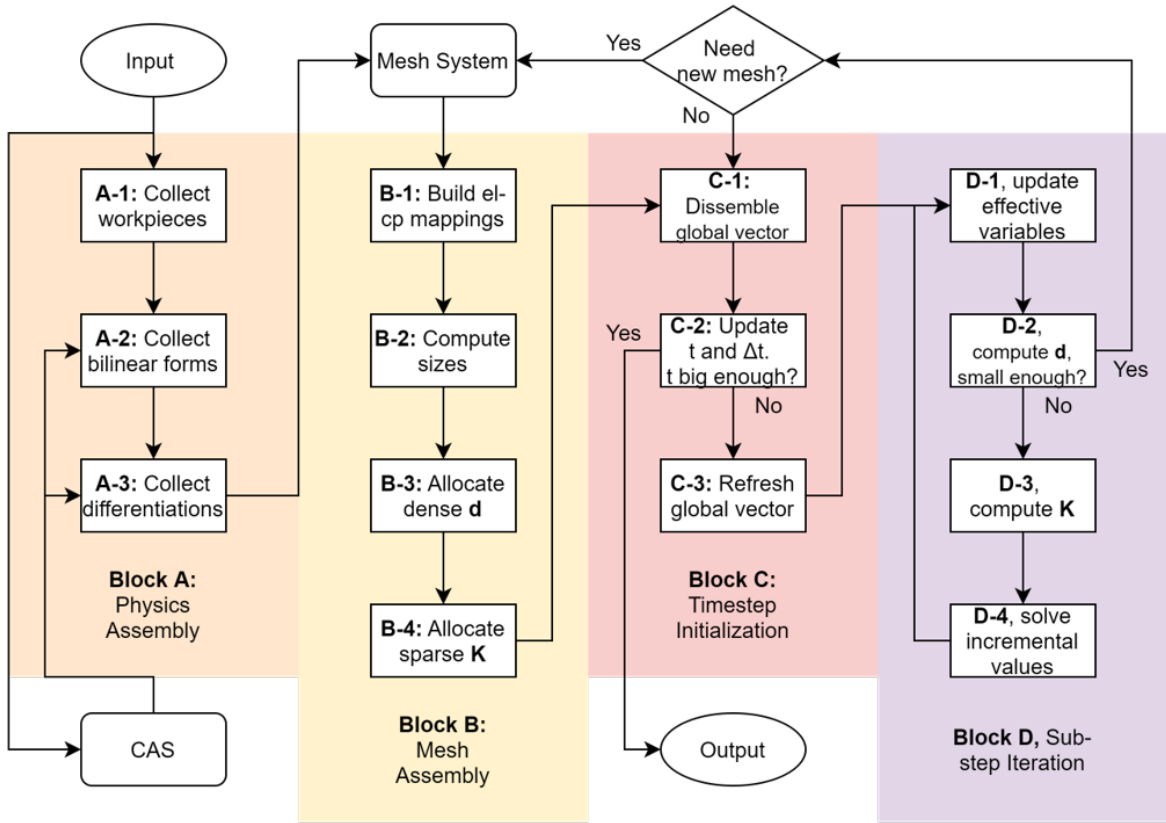 Input
Mesh System
Yes
Need
new mesh?
No
A-1: Collect
workpieces
A-2: Collect
bilinear forms
A-3: Collect
differentiations
Block A:
Physics
Assembly
CAS
B-1: Build el-
cp mappings
B-2: Compute
sizes
B-3: Allocate
dense d
B-4: Allocate
sparse K
Block B:
Mesh
Assembly
C-1:
Dissemble
global vector
Yes
C-2: Update
t and Δt.
t big enough?
No
C-3: Refresh
global vector
Block C:
Timestep
Initialization
Output
D-1, update
effective
variables
D-2,
compute d,
small enough?
Yes
No
D-3,
compute K
D-4, solve
incremental
values
Block D, Sub-
step Iteration